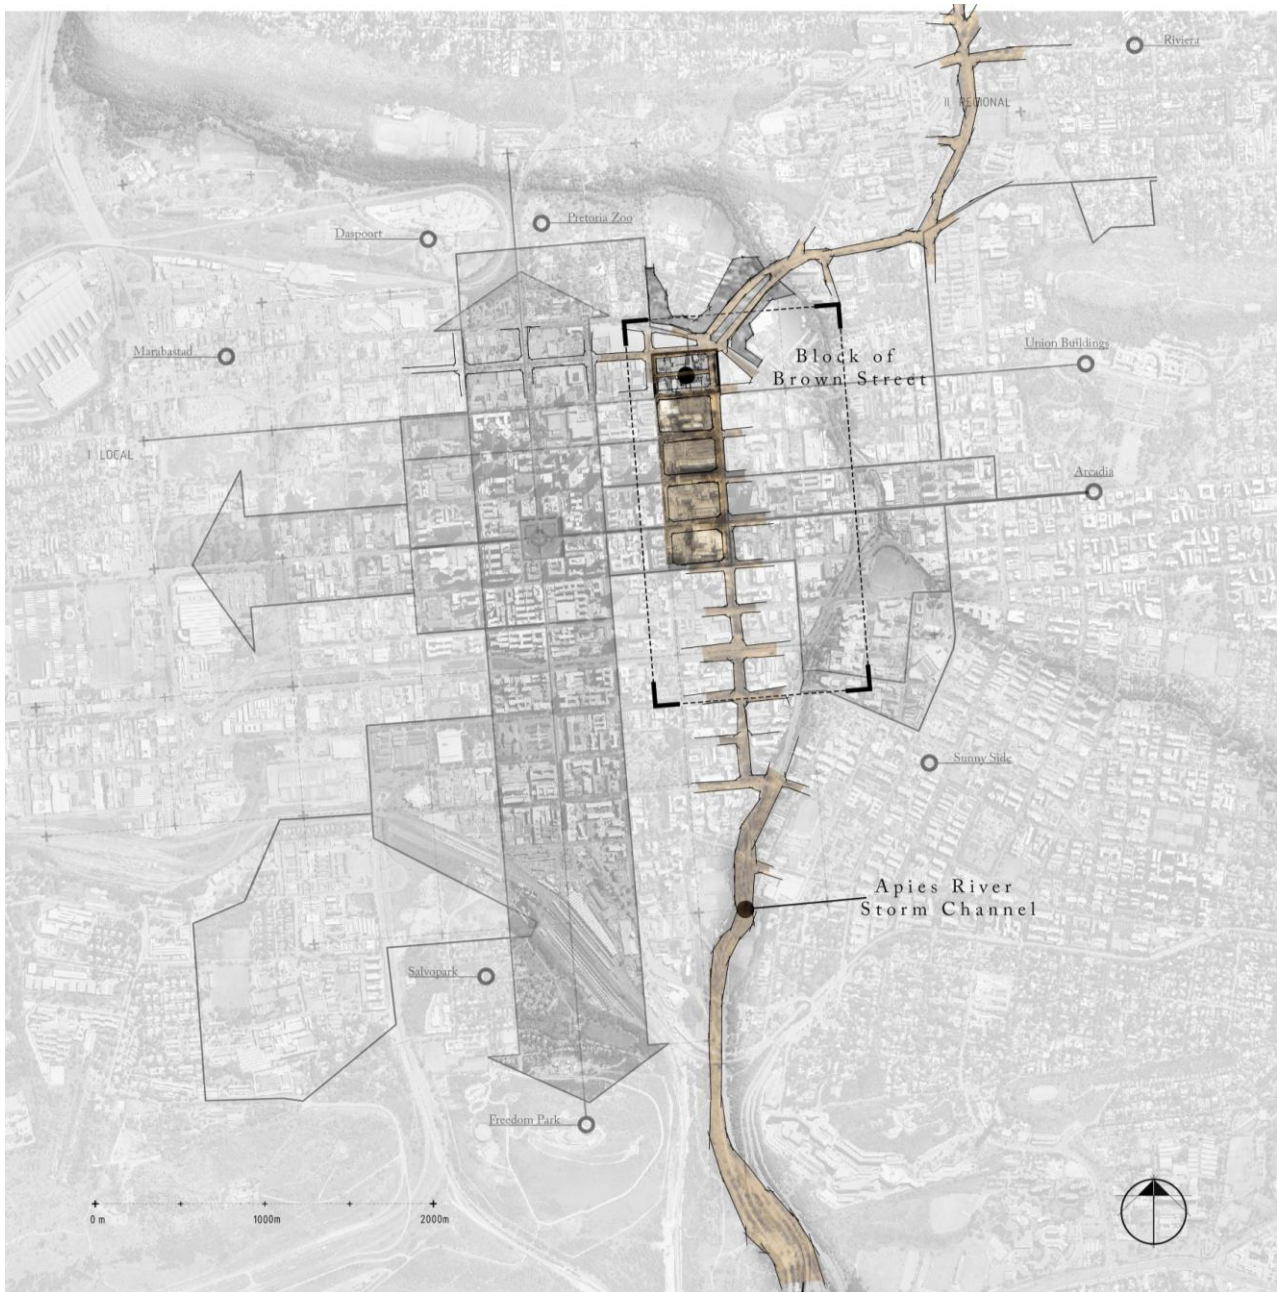 Riviera
II REGIONAL
Pretoria Zoo
Daspoort
Marabastad
Union Buildings
Block of
Brown Street
I LOCAL
Arcadia
Sunny Side
Apies River
Storm Channel
Salvopark
Freedom Park
0 m
1000m
2000m